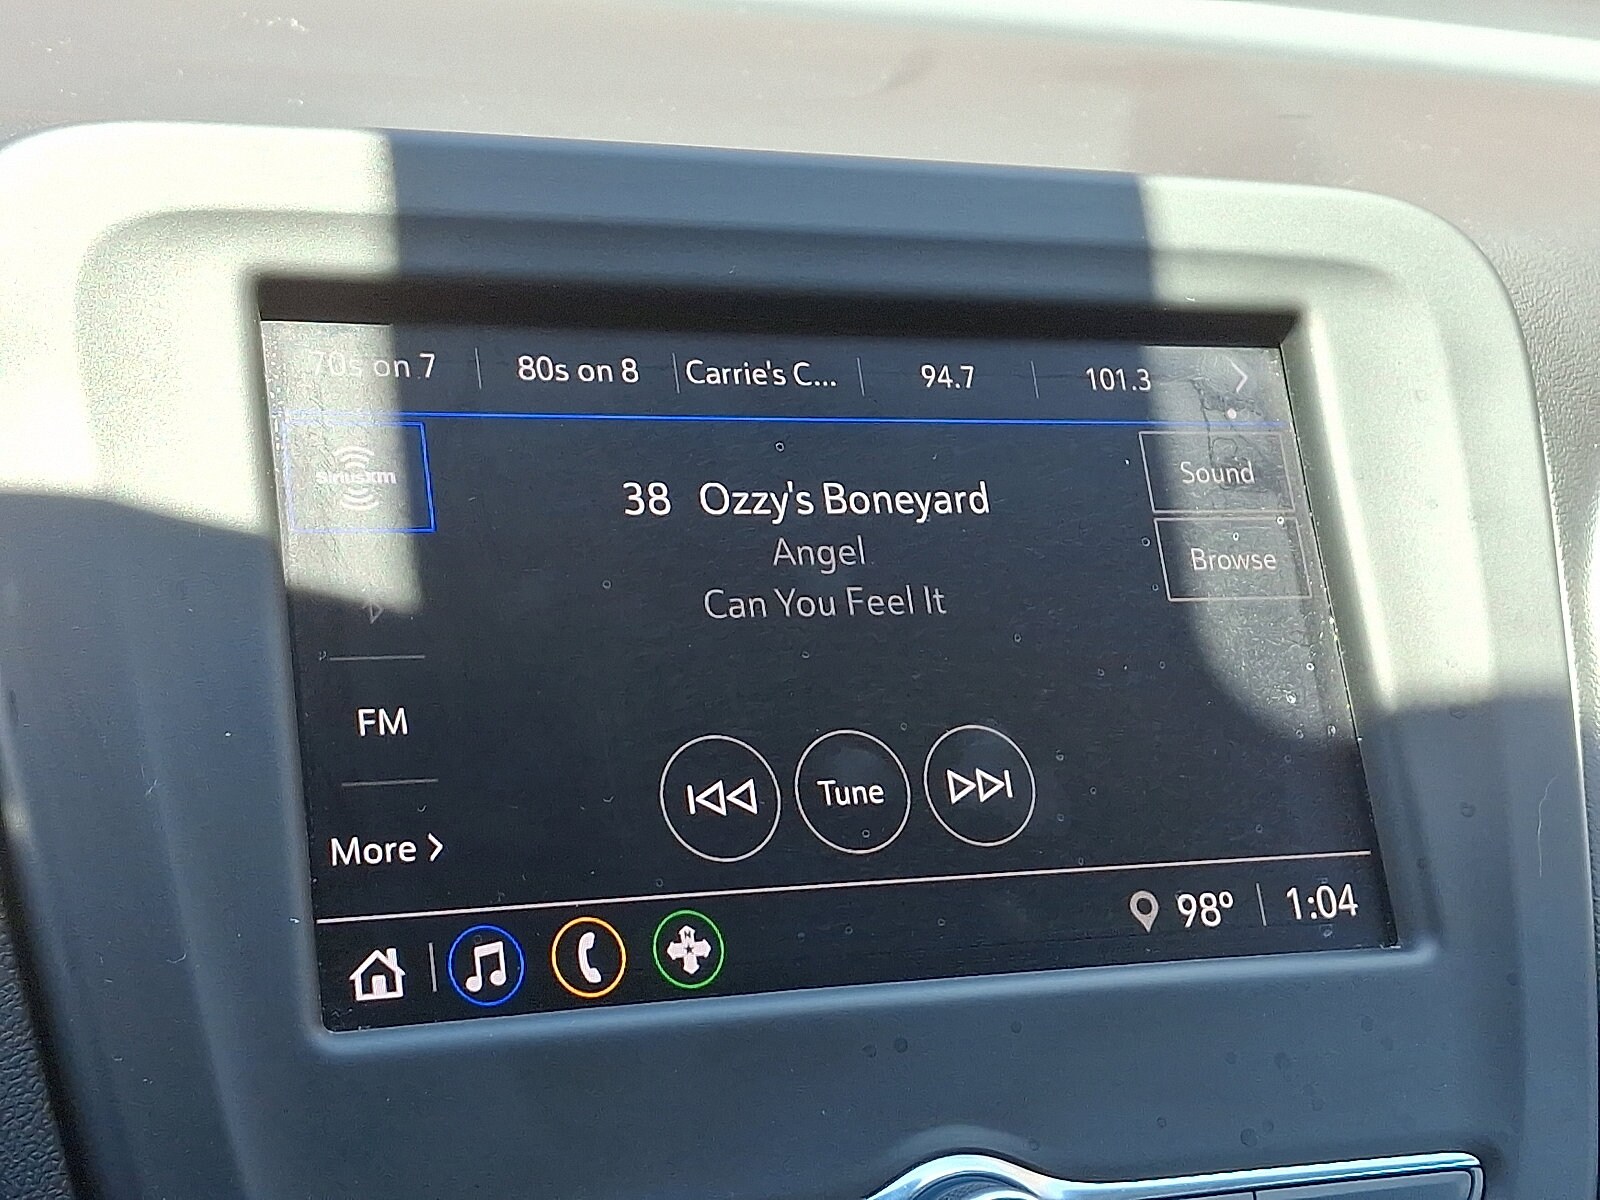 70s on 7 80s on 8 Carrie's C... 94.7 101.3
siriusxm
Sound
38 Ozzy's Boneyard
Angel
Browse
Can You Feel It
FM
Tune
More
98° 1:04
N